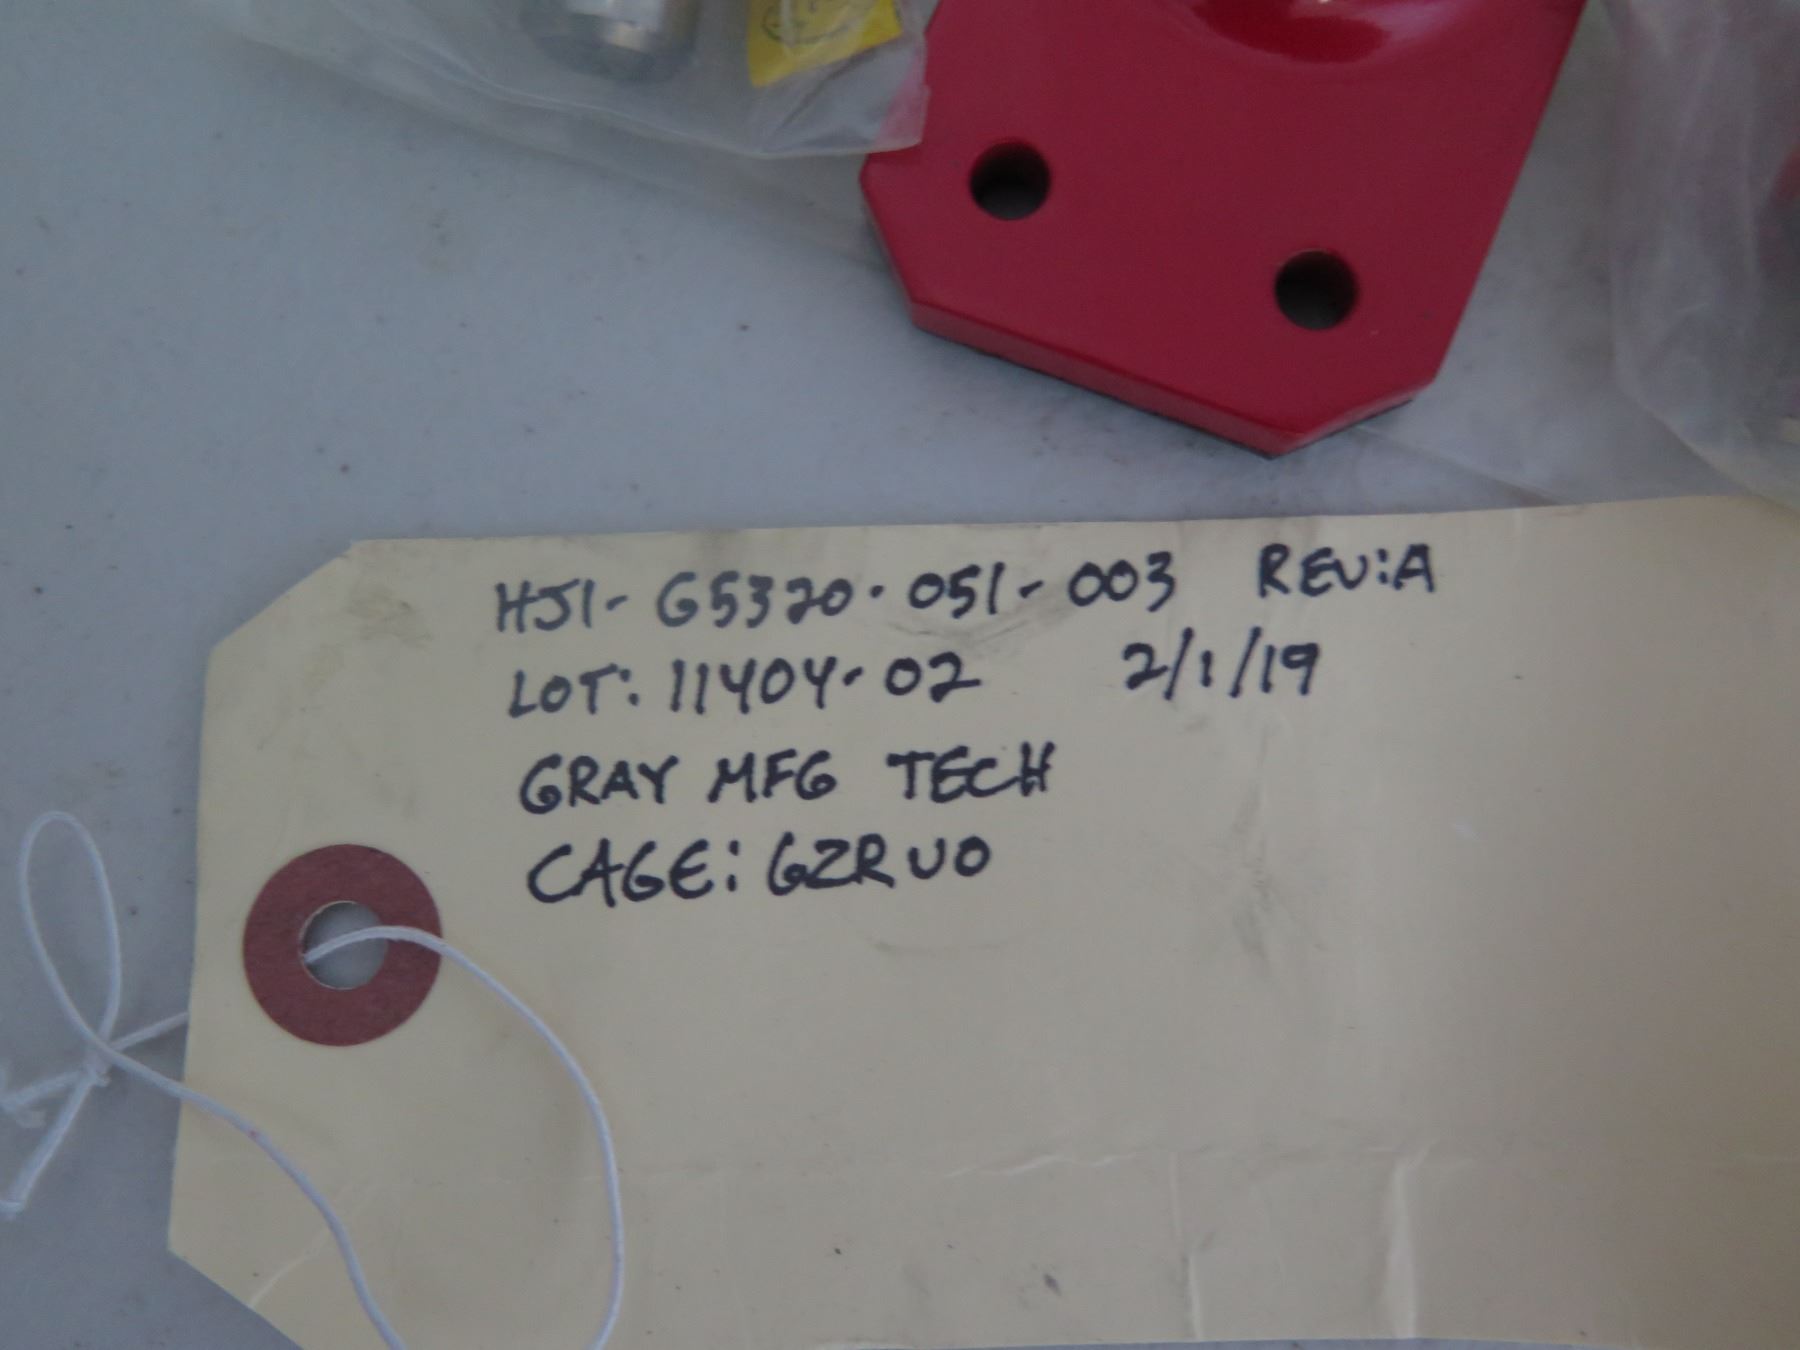 HJ1-G5320-051-003 REV:A
LOT: 11404-02 2/1/19
GRAY MFG TECH
CAGE: 6ZRU0